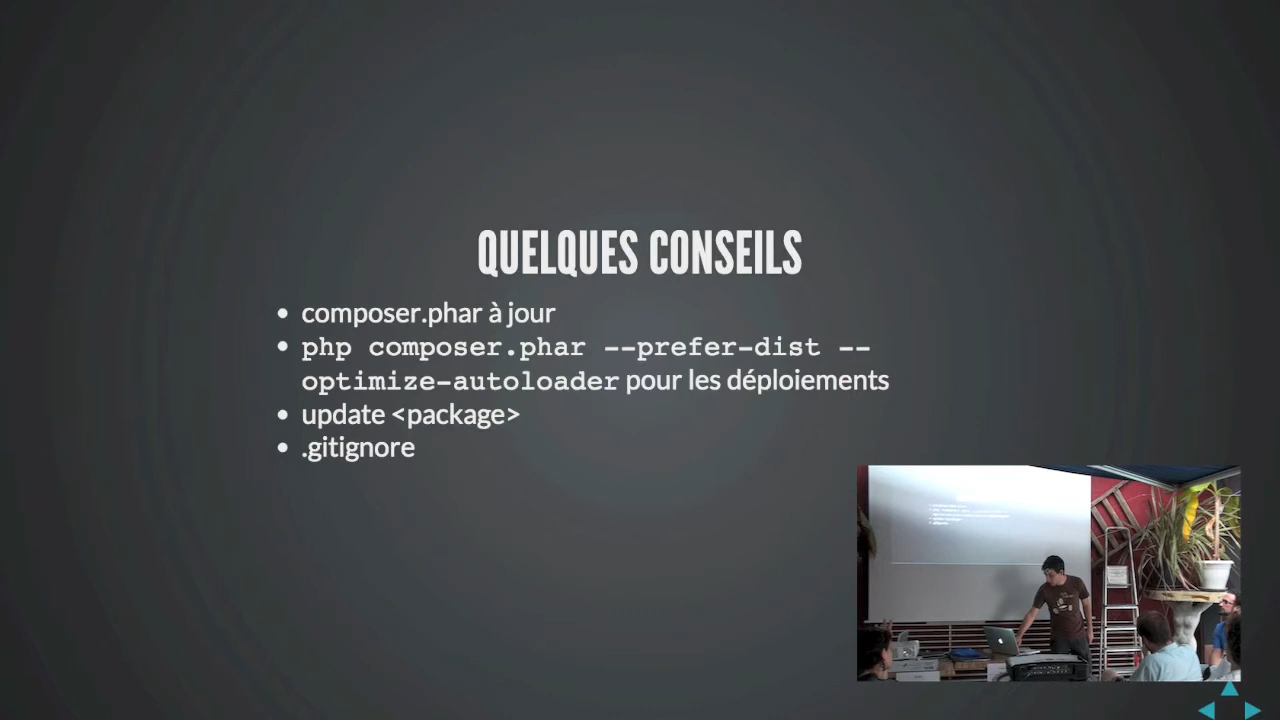 QUELQUES CONSEILS
composer.phar à jour
php composer.phar --prefer-dist --
optimize-autoloader pour les déploiements
update <package>
.gitignore